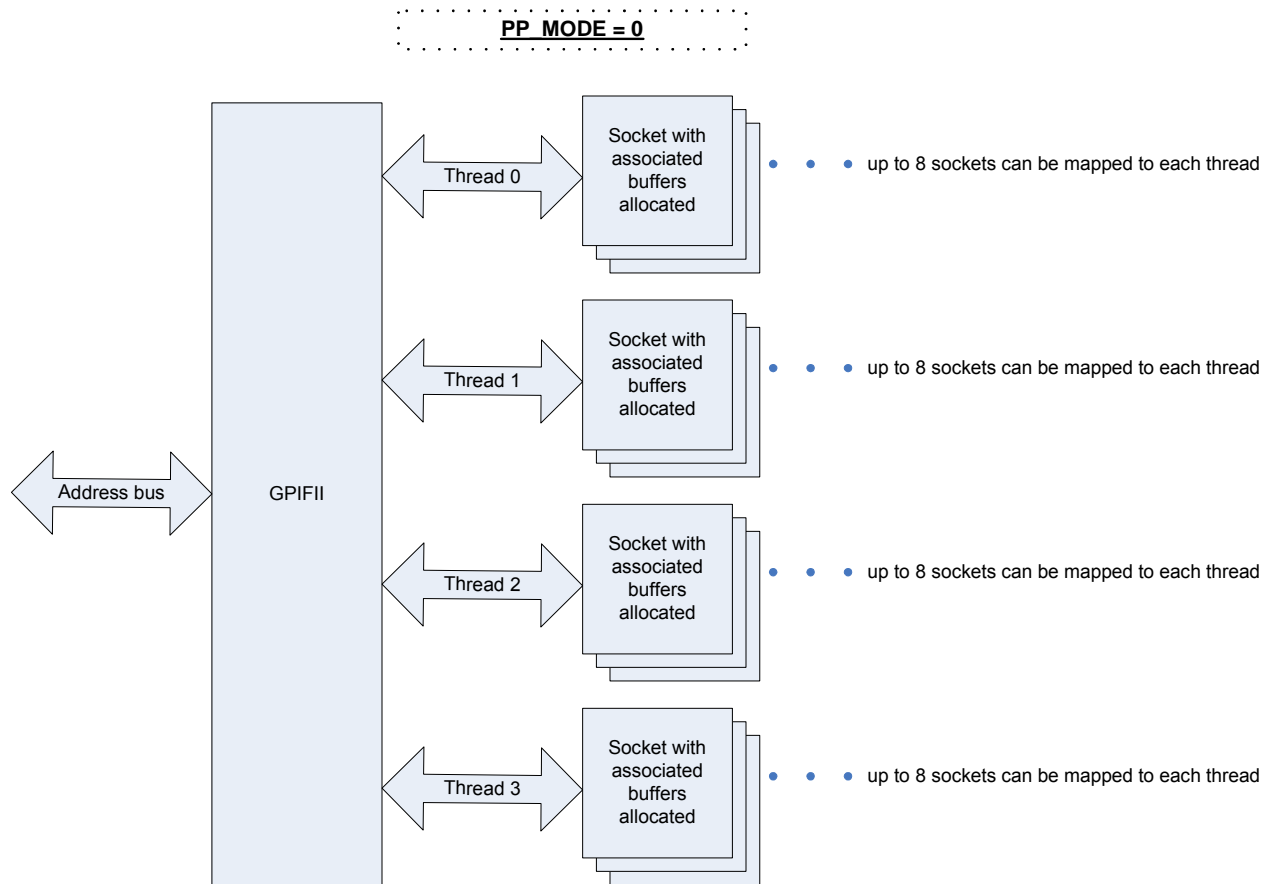 PP_MODE = 0
Socket with
associated
buffers
allocated
Thread 0
up to 8 sockets can be mapped to each thread
Socket with
associated
buffers
allocated
Thread 1
up to 8 sockets can be mapped to each thread
Address bus
GPIFII
Socket with
associated
buffers
allocated
Thread 2
up to 8 sockets can be mapped to each thread
Socket with
associated
buffers
allocated
Thread 3
up to 8 sockets can be mapped to each thread